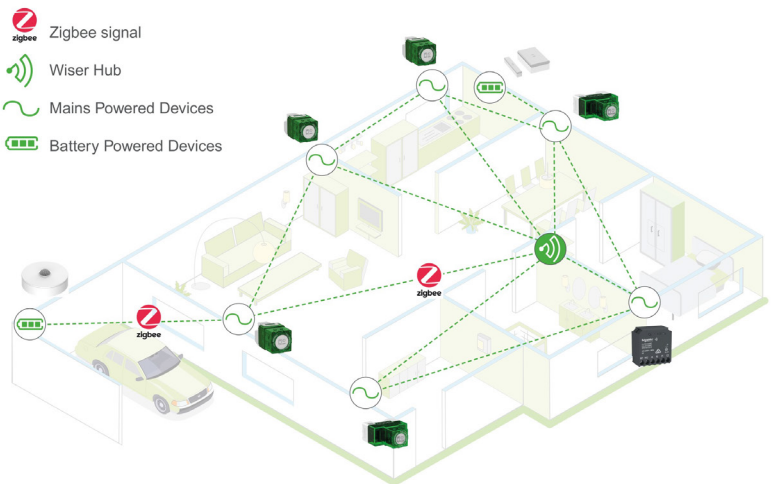 zigbee
Zigbee signal
Wiser Hub
Mains Powered Devices
Battery Powered Devices
zigbee
zigbee